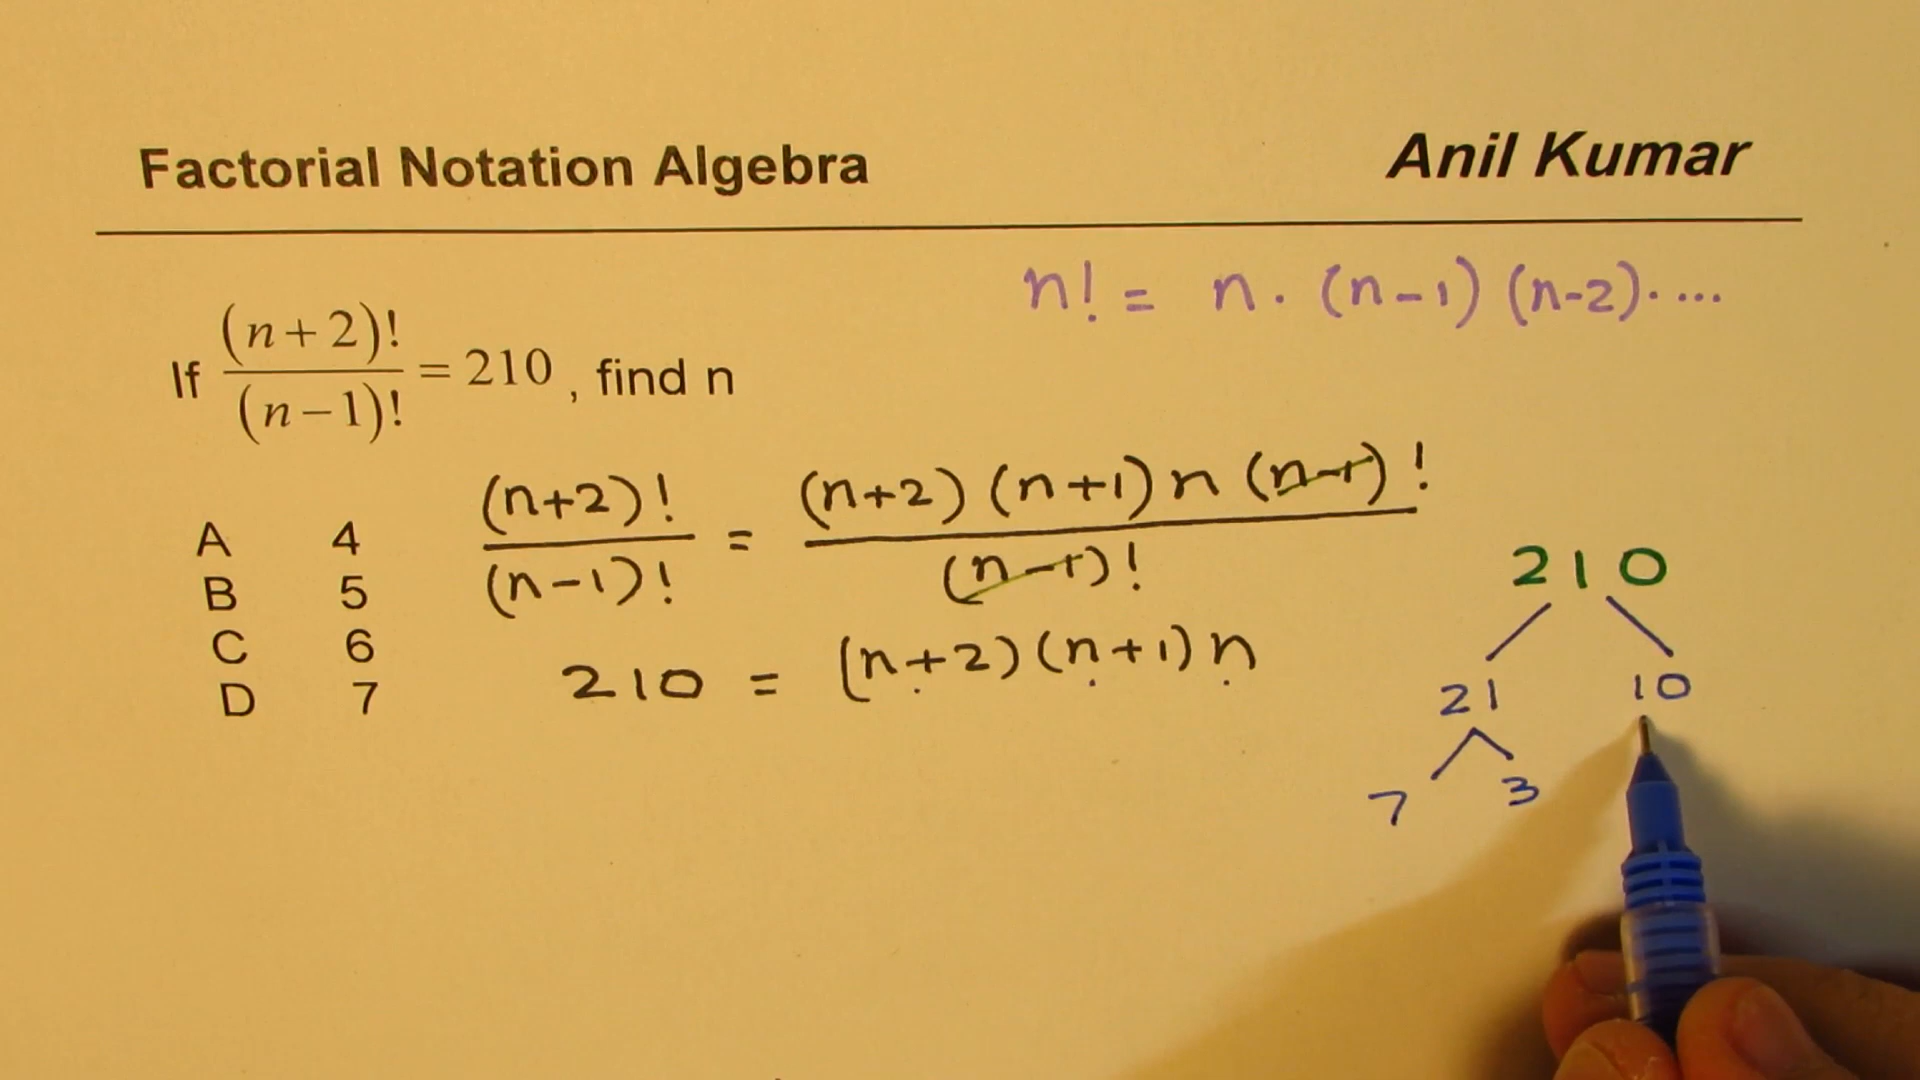 Factorial Notation Algebra
Anil Kumar
n! = n · (n-1) (n-2) · ...
If (n+2)! / (n-1)! = 210 , find n
A 4
B 5
C 6
D 7
(n+2)! / (n-1)! = (n+2) (n+1) n (n-1) ! / (n-1) !
210 = (n+2) (n+1) n
210
21 10
7 3